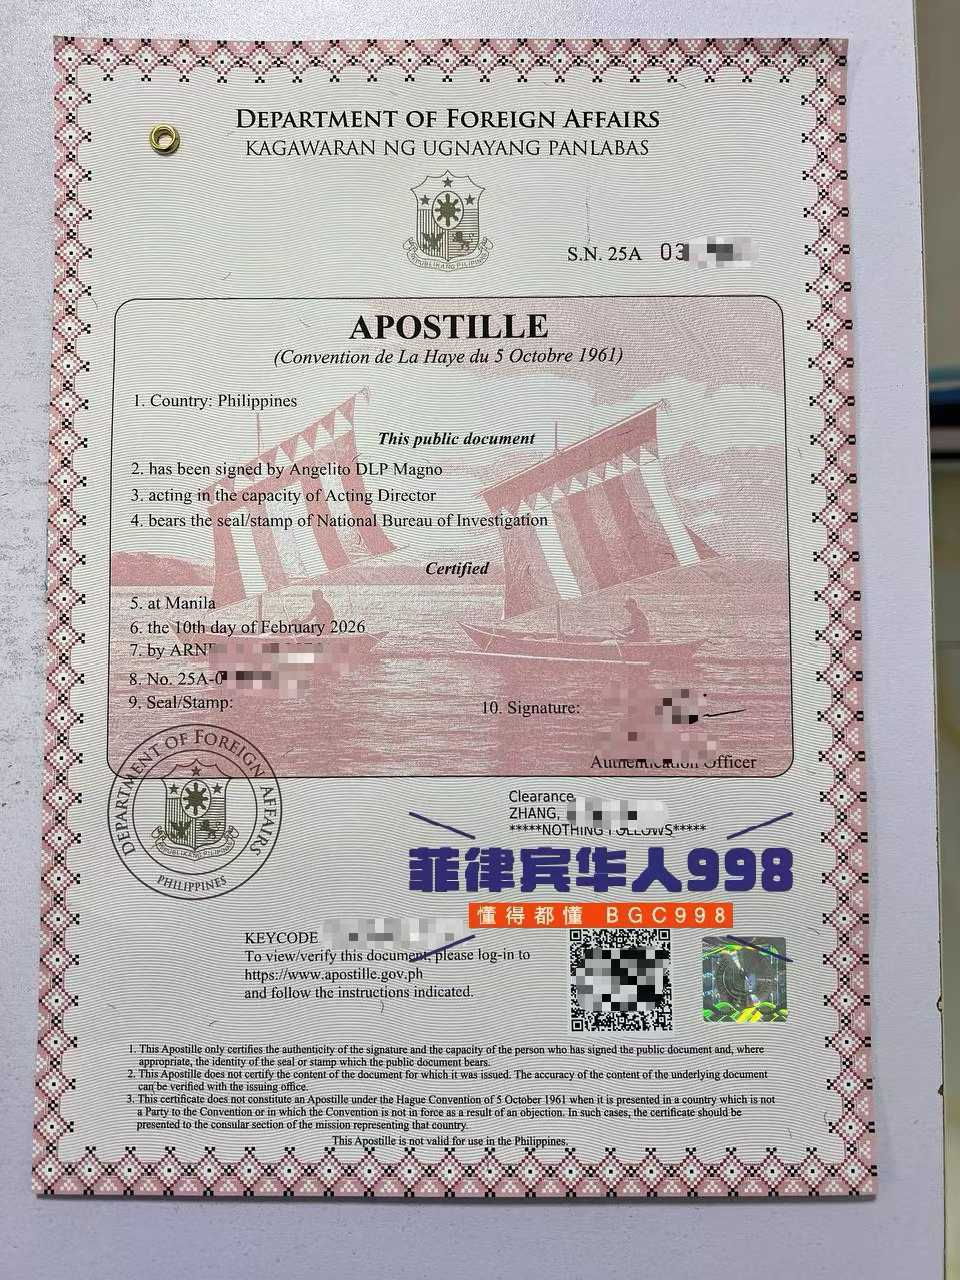 DEPARTMENT OF FOREIGN AFFAIRS
KAGAWARAN NG UGNAYANG PANLABAS
S.N. 25A 03
APOSTILLE
(Convention de La Haye du 5 Octobre 1961)
1. Country: Philippines
This public document
2. has been signed by Angelito DLP Magno
3. acting in the capacity of Acting Director
4. bears the seal/stamp of National Bureau of Investigation
Certified
5. at Manila
6. the 10th day of February 2026
7. by
8. No. 25A-0
9. Seal/Stamp:
10. Signature:
Authentication Officer
DEPARTMENT OF FOREIGN AFFAIRS
PHILIPPINES
Clearance
ZHANG,
*****NOTHING FOLLOWS*****
菲律宾华人998
懂得都懂 BGC998
KEYCODE
To view/verify this document, please log-in to
https://www.apostille.gov.ph
and follow the instructions indicated.
1. This Apostille only certifies the authenticity of the signature and the capacity of the person who has signed the public document and, where
appropriate, the identity of the seal or stamp which the public document bears.
2. This Apostille does not certify the content of the document for which it was issued. The accuracy of the content of the underlying document
can be verified with the issuing office.
3. This certificate does not constitute an Apostille under the Hague Convention of 5 October 1961 when it is presented in a country which is not
a Party to the Convention or in which the Convention is not in force as a result of an objection. In such cases, the certificate should be
presented to the consular section of the mission representing that country.
This Apostille is not valid for use in the Philippines.